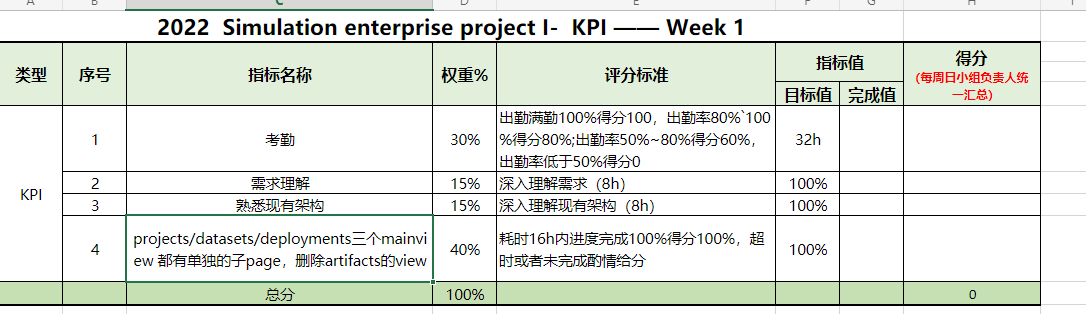 A B C D E F G H
2022 Simulation enterprise project I- KPI —— Week 1
类型 序号 指标名称 权重% 评分标准 指标值 得分
(每周日小组负责人统
一汇总)
目标值 完成值
KPI
1 考勤 30% 出勤满勤100%得分100，出勤率80%`100
%得分80%;出勤率50%~80%得分60%，
出勤率低于50%得分0
32h
2 需求理解 15% 深入理解需求（8h） 100%
3 熟悉现有架构 15% 深入理解现有架构（8h） 100%
4 projects/datasets/deployments三个mainvi
ew 都有单独的子page，删除artifacts的view
40% 耗时16h内进度完成100%得分100%，超
时或者未完成酌情给分
100%
总分 100% 0